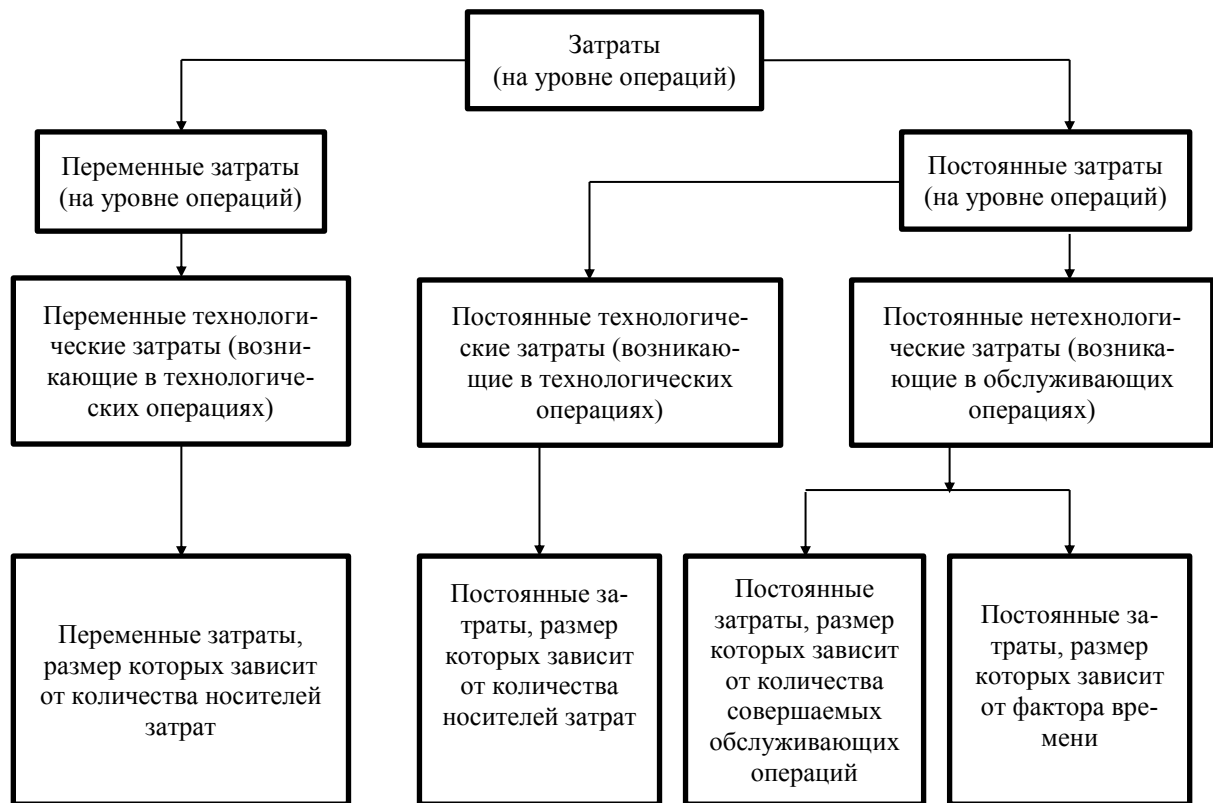 Затраты
(на уровне операций)
Переменные затраты
(на уровне операций)
Постоянные затраты
(на уровне операций)
Переменные технологи-
ческие затраты (возни-
кающие в технологиче-
ских операциях)
Постоянные технологиче-
ские затраты (возникаю-
щие в технологических
операциях)
Постоянные нетехнологи-
ческие затраты (возника-
ющие в обслуживающих
операциях)
Переменные затраты,
размер которых зависит
от количества носителей
затрат
Постоянные за-
траты, размер
которых зависит
от количества
носителей затрат
Постоянные
затраты, размер
которых зависит
от количества
совершаемых
обслуживающих
операций
Постоянные за-
траты, размер
которых зависит
от фактора вре-
мени